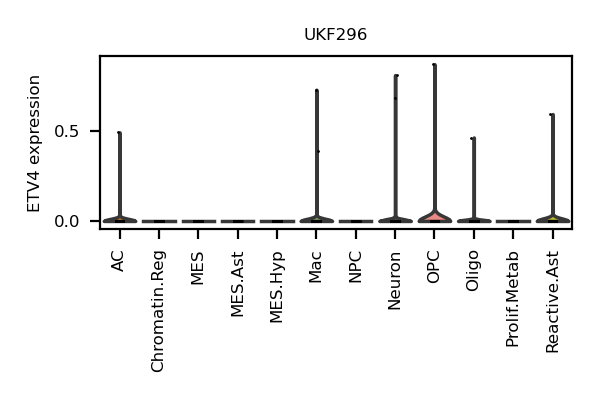 UKF296
ETV4 expression
0.5
0.0
AC
Chromatin.Reg
MES
MES.Ast
MES.Hyp
Mac
NPC
Neuron
OPC
Oligo
Prolif.Metab
Reactive.Ast